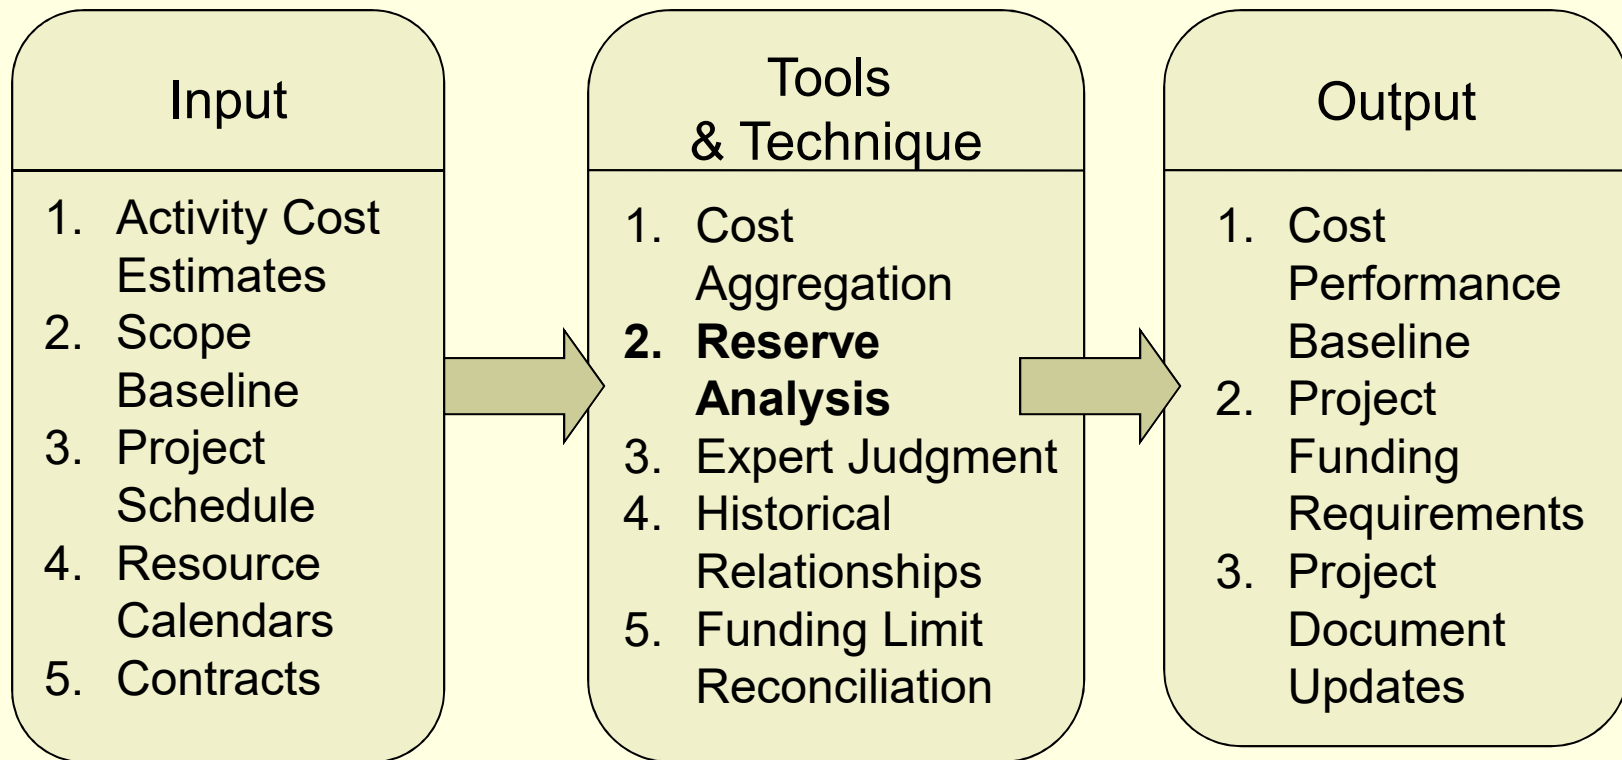 Input
1. Activity Cost
Estimates
2. Scope
Baseline
3. Project
Schedule
4. Resource
Calendars
5. Contracts
Tools
& Technique
1. Cost
Aggregation
2. Reserve
Analysis
3. Expert Judgment
4. Historical
Relationships
5. Funding Limit
Reconciliation
Output
1. Cost
Performance
Baseline
2. Project
Funding
Requirements
3. Project
Document
Updates